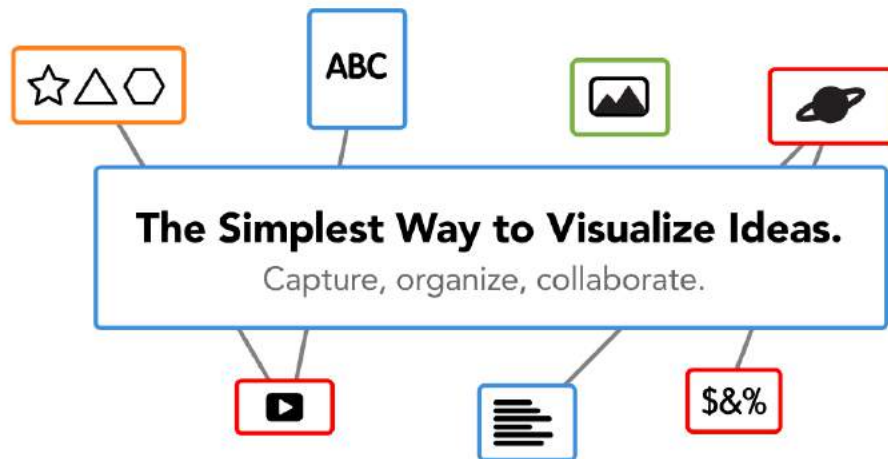 ABC
The Simplest Way to Visualize Ideas.
Capture, organize, collaborate.
$&%